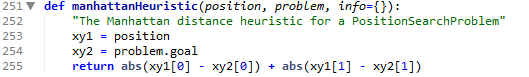 251 def manhattanHeuristic(position, problem, info={}):
252 "The Manhattan distance heuristic for a PositionSearchProblem"
253 xy1 = position
254 xy2 = problem.goal
255 return abs(xy1[0] - xy2[0]) + abs(xy1[1] - xy2[1])